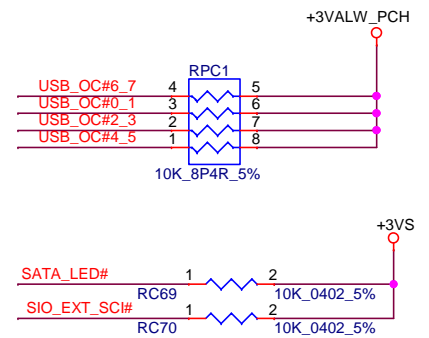 +3VALW_PCH
RPC1
USB_OC#6_7 4 5
USB_OC#0_1 3 6
USB_OC#2_3 2 7
USB_OC#4_5 1 8
10K_8P4R_5%
+3VS
SATA_LED# 1 2
RC69 10K_0402_5%
SIO_EXT_SCI# 1 2
RC70 10K_0402_5%